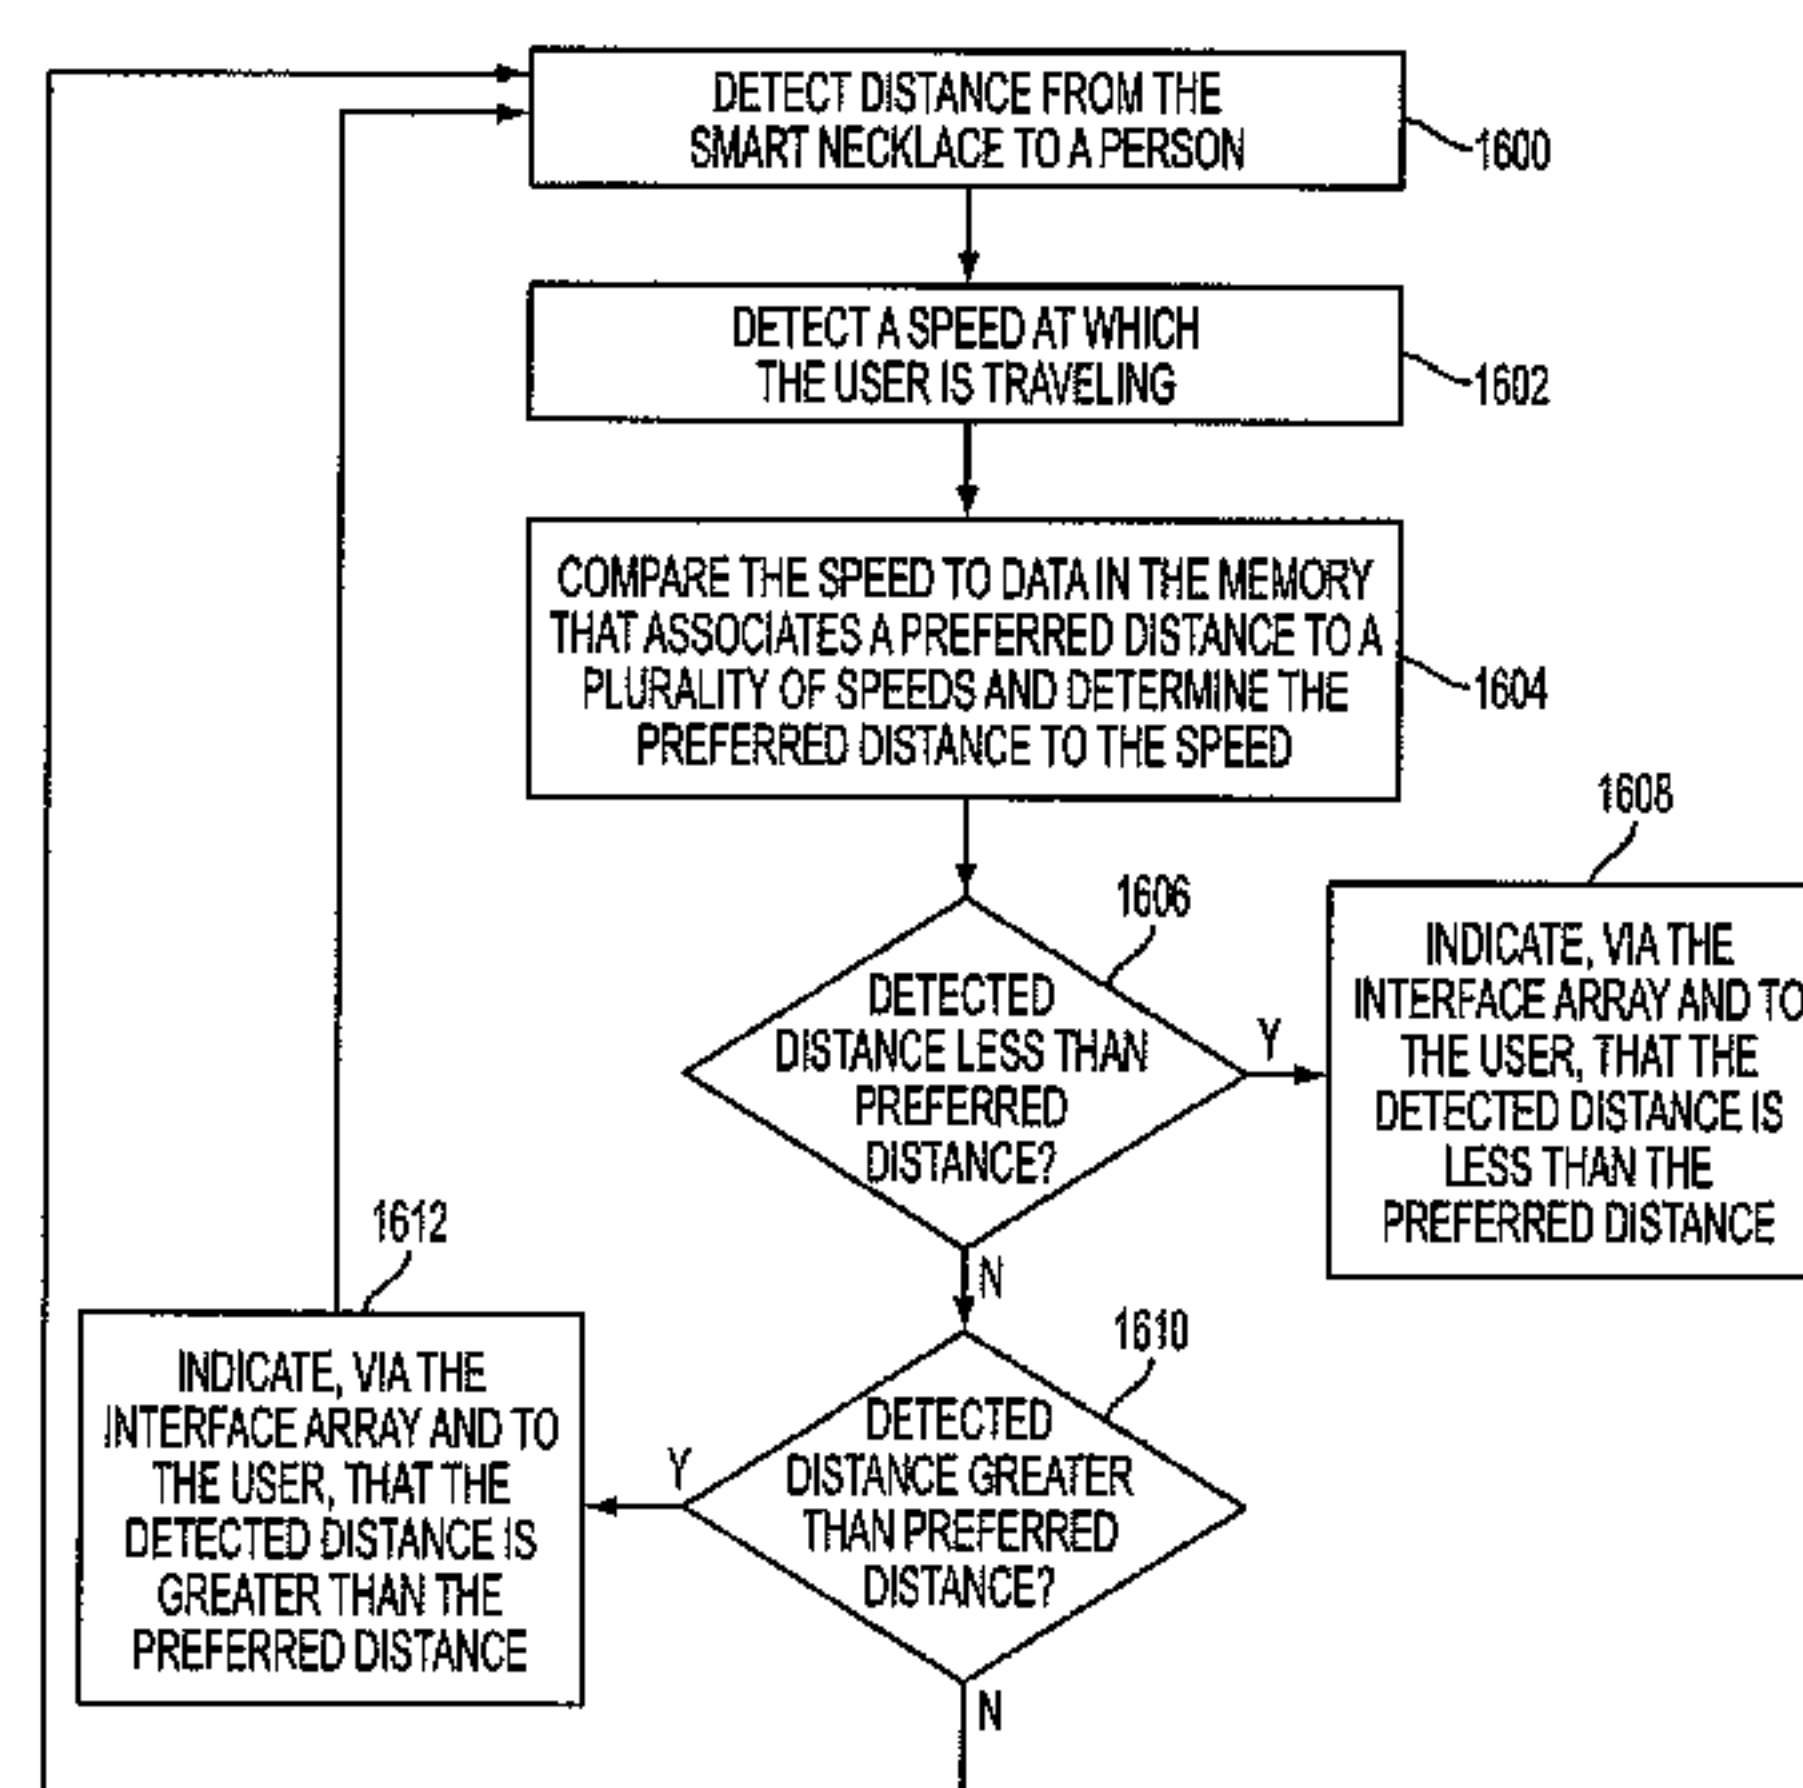 DETECT DISTANCE FROM THE
SMART NECKLACE TO A PERSON
1600
DETECT A SPEED AT WHICH
THE USER IS TRAVELING
1602
COMPARE THE SPEED TO DATA IN THE MEMORY
THAT ASSOCIATES A PREFERRED DISTANCE TO A
PLURALITY OF SPEEDS AND DETERMINE THE
PREFERRED DISTANCE TO THE SPEED
1604
1606
DETECTED
DISTANCE LESS THAN
PREFERRED
DISTANCE?
Y
N
1608
INDICATE, VIA THE
INTERFACE ARRAY AND TO
THE USER, THAT THE
DETECTED DISTANCE IS
LESS THAN THE
PREFERRED DISTANCE
1610
DETECTED
DISTANCE GREATER
THAN PREFERRED
DISTANCE?
Y
N
1612
INDICATE, VIA THE
INTERFACE ARRAY AND TO
THE USER, THAT THE
DETECTED DISTANCE IS
GREATER THAN THE
PREFERRED DISTANCE